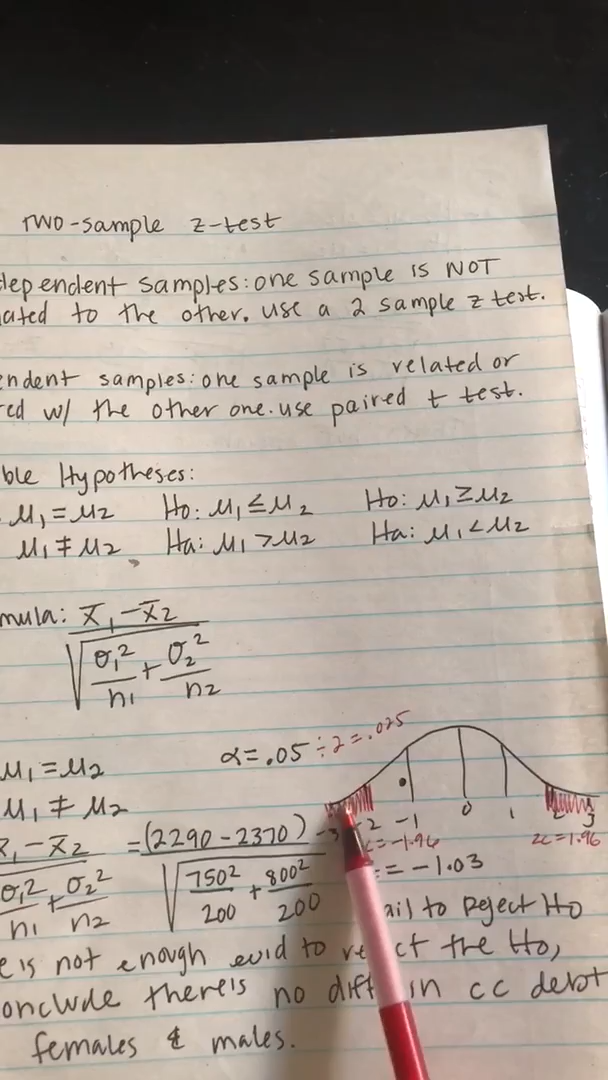 Two-sample z-test
dependent samples: one sample is NOT
ated to the other. use a 2 sample z test.
endent samples: one sample is related or
red w/ the other one. use paired t test.
ble Hypotheses:
μ₁ = μ₂ Ho: μ₁ ≤ μ₂ Ho: μ₁ ≥ μ₂
μ₁ ≠ μ₂ Ha: μ₁ > μ₂ Ha: μ₁ < μ₂
mula: x̄₁ − x̄₂
√ σ₁²/n₁ + σ₂²/n₂
α = .05 ÷ 2 = .025
μ₁ = μ₂
μ₁ ≠ μ₂
-2 -1 0 1 2 3
x̄₁ − x̄₂ = (2290 − 2370)
= −1.96 zc = 1.96
σ₁²/n₁ + σ₂²/n₂ √ 750²/200 + 800²/200 = −1.03
ail to reject Ho
e is not enough evid to reject the Ho,
onclude there is no diff in cc debt
females & males.